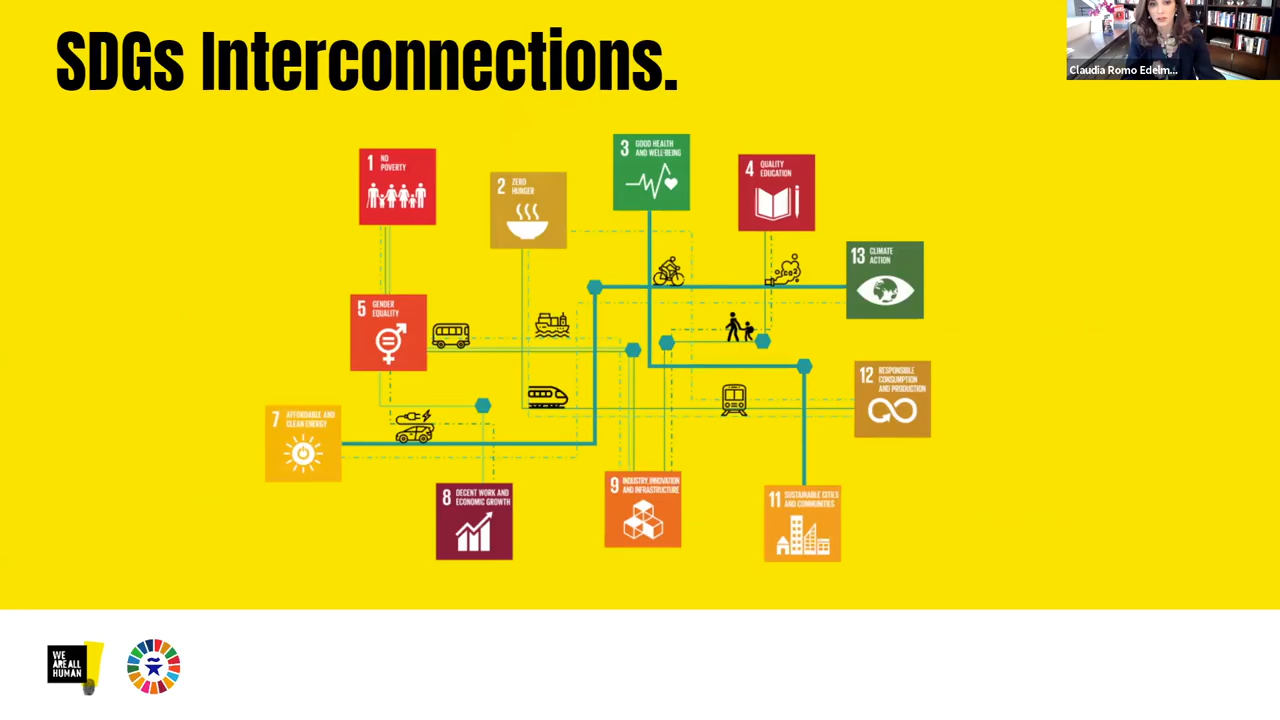 SDGs Interconnections.
Claudia Romo Edelm...
1 NO
POVERTY
2 ZERO
HUNGER
3 GOOD HEALTH
AND WELL-BEING
4 QUALITY
EDUCATION
13 CLIMATE
ACTION
CO2
5 GENDER
EQUALITY
12 RESPONSIBLE
CONSUMPTION
AND PRODUCTION
7 AFFORDABLE AND
CLEAN ENERGY
8 DECENT WORK AND
ECONOMIC GROWTH
9 INDUSTRY, INNOVATION
AND INFRASTRUCTURE
11 SUSTAINABLE CITIES
AND COMMUNITIES
WE
ARE ALL
HUMAN